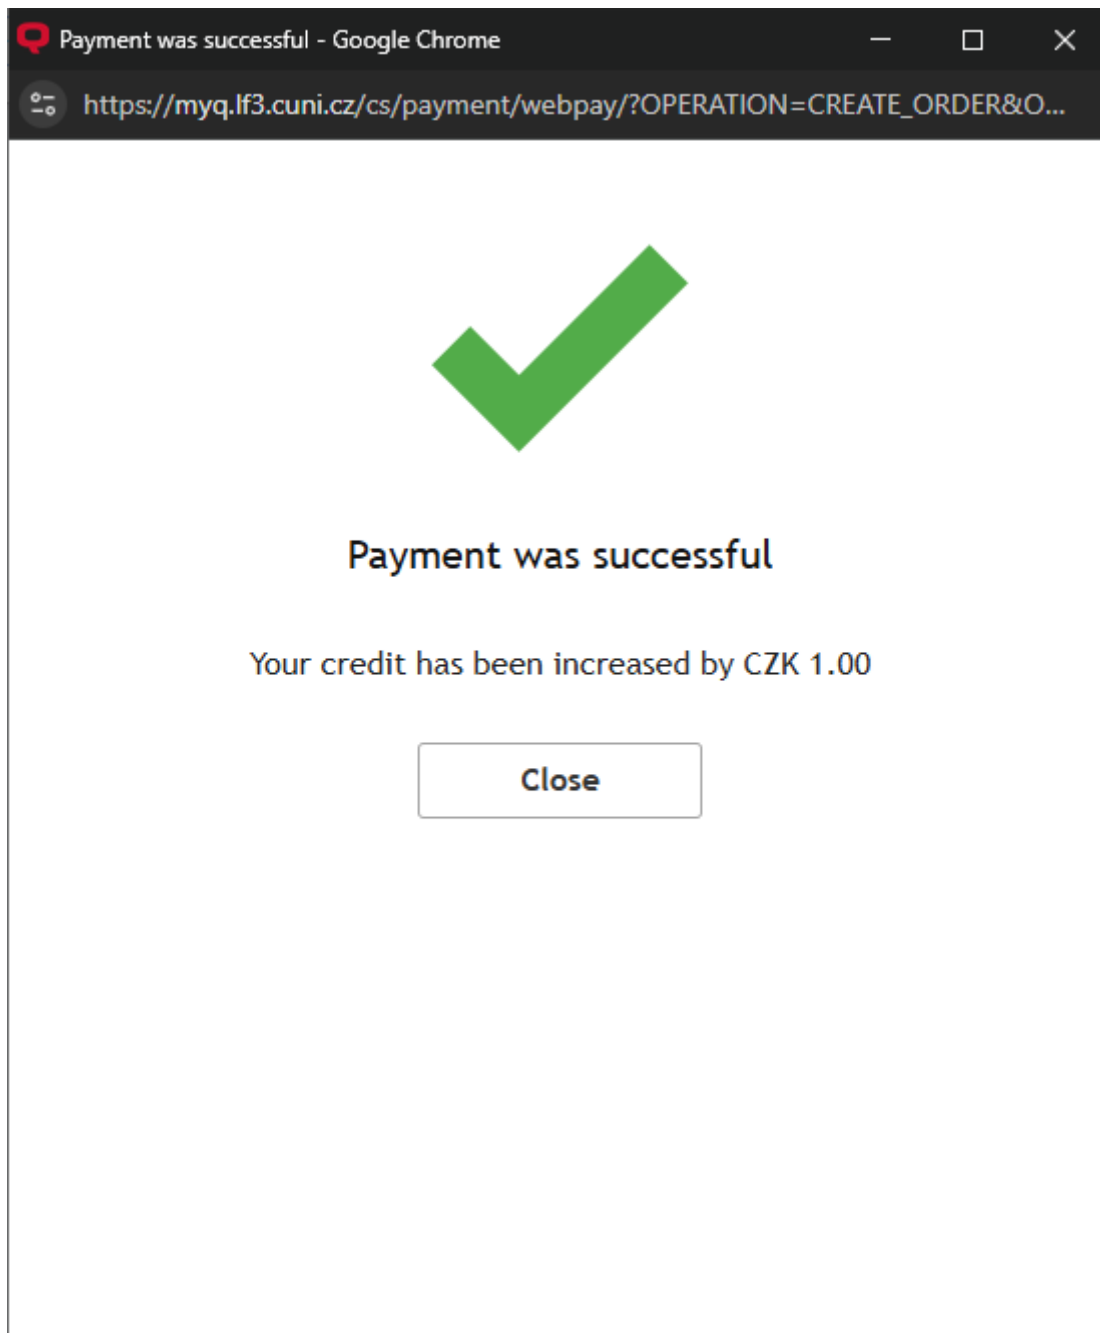 Payment was successful - Google Chrome
https://myq.lf3.cuni.cz/cs/payment/webpay/?OPERATION=CREATE_ORDER&O...
Payment was successful
Your credit has been increased by CZK 1.00
Close